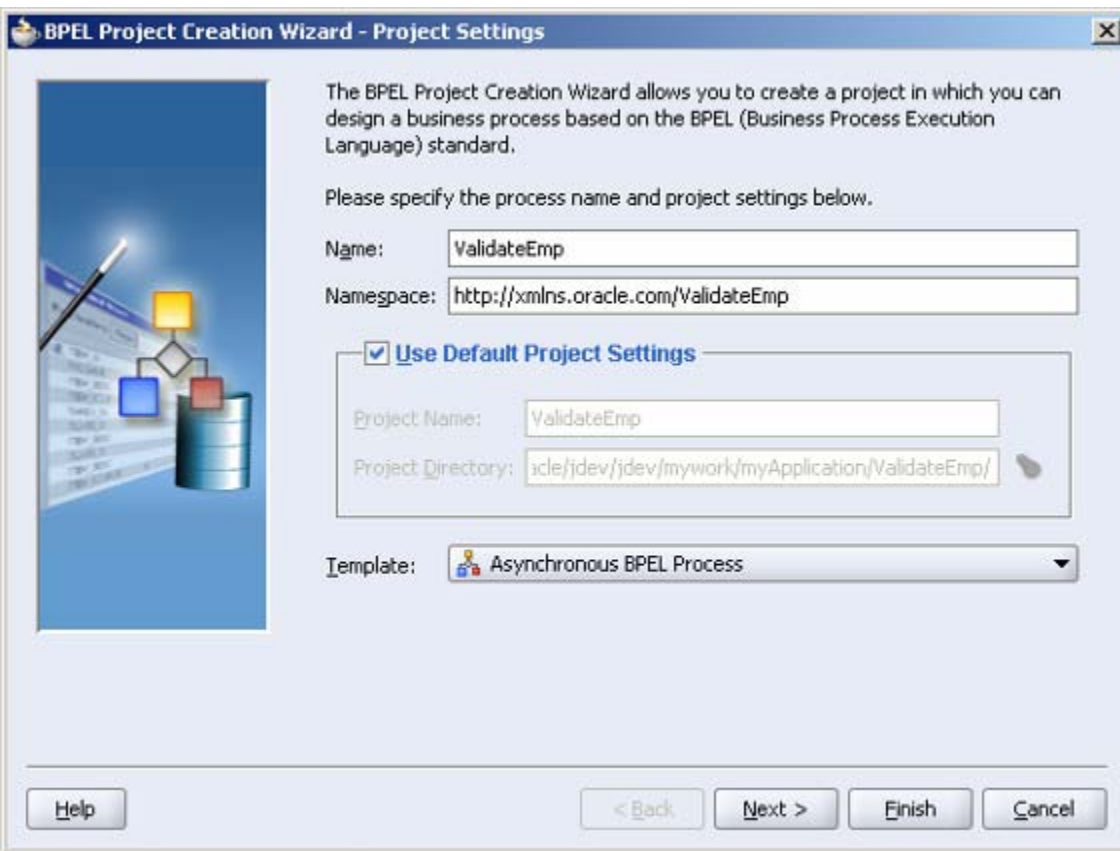 BPEL Project Creation Wizard - Project Settings
The BPEL Project Creation Wizard allows you to create a project in which you can
design a business process based on the BPEL (Business Process Execution
Language) standard.
Please specify the process name and project settings below.
Name: ValidateEmp
Namespace: http://xmlns.oracle.com/ValidateEmp
Use Default Project Settings
Project Name: ValidateEmp
Project Directory: acle/jdev/jdev/mywork/myApplication/ValidateEmp/
Template: Asynchronous BPEL Process
Help < Back Next > Finish Cancel